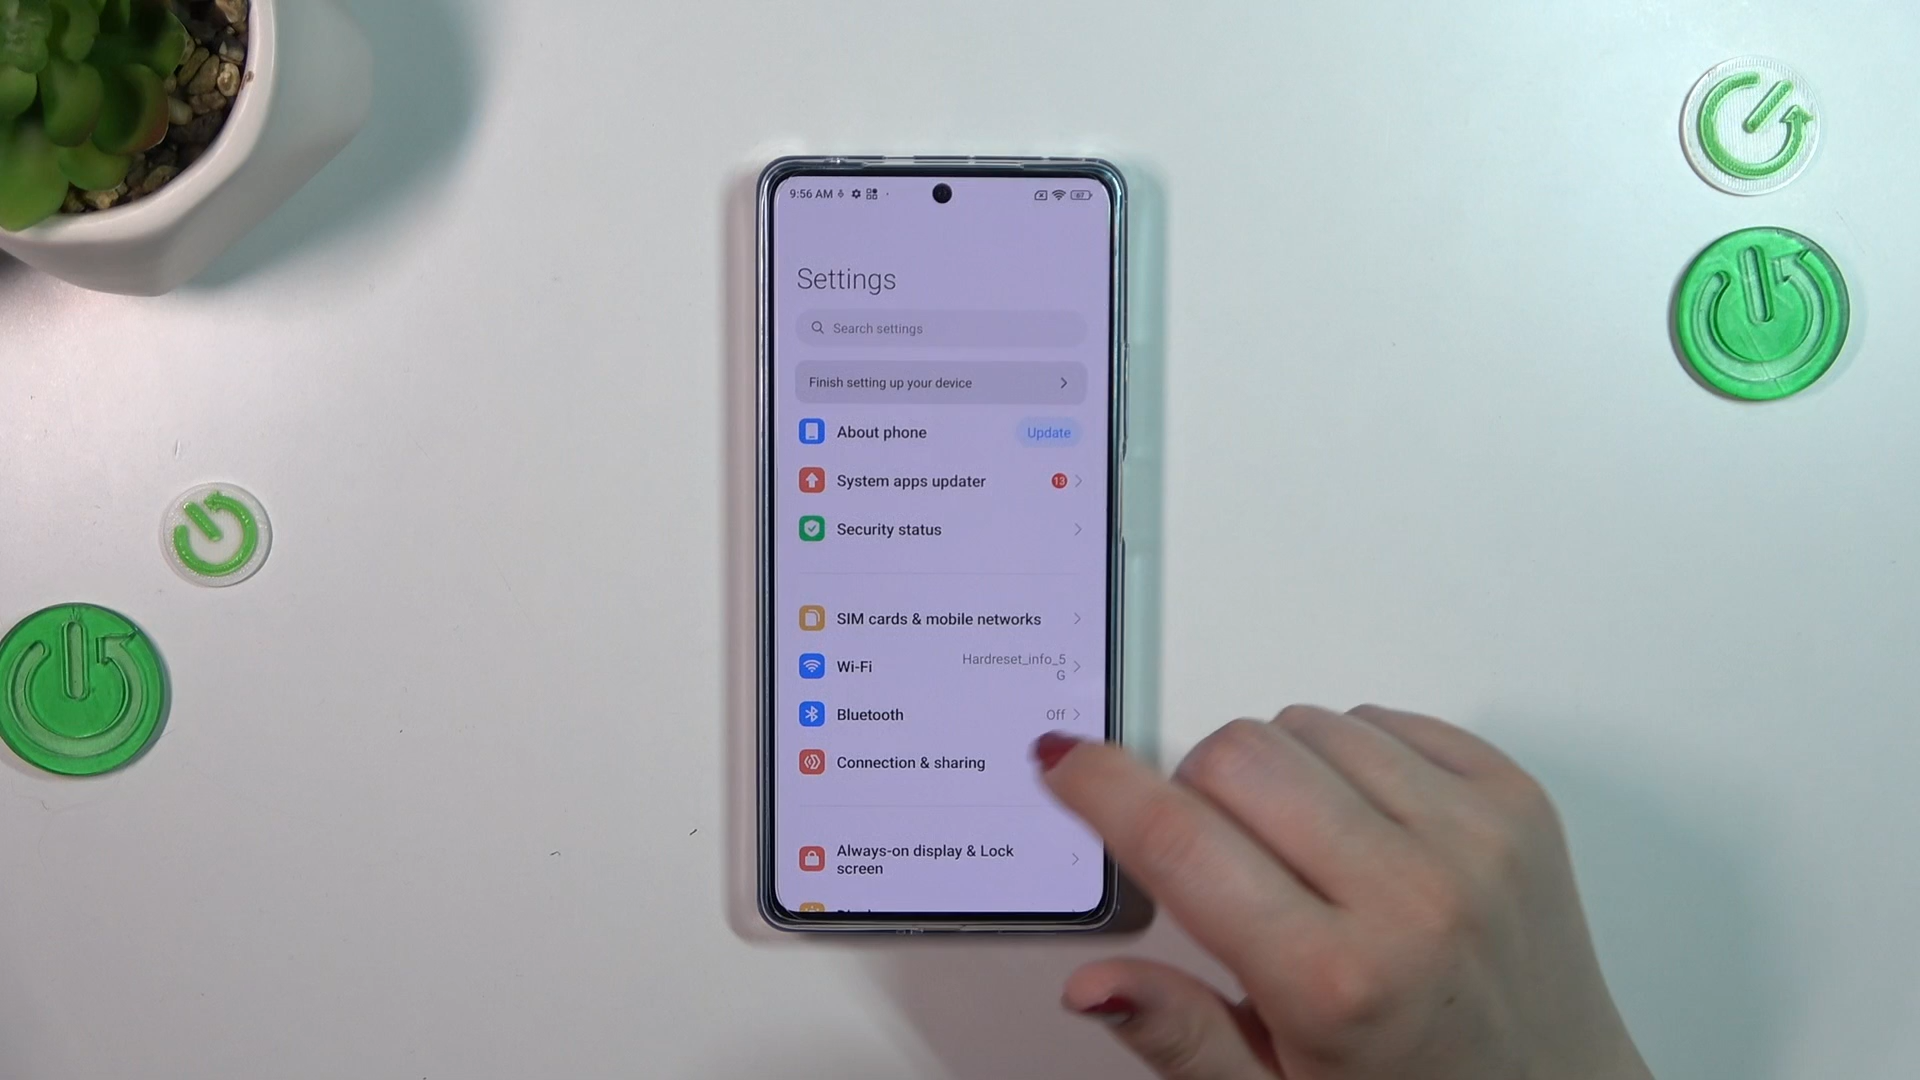 9:56 AM
Settings
Search settings
Finish setting up your device
About phone
Update
System apps updater
13
Security status
SIM cards & mobile networks
Wi-Fi
Hardreset_info_5
G
Bluetooth
Off
Connection & sharing
Always-on display & Lock
screen